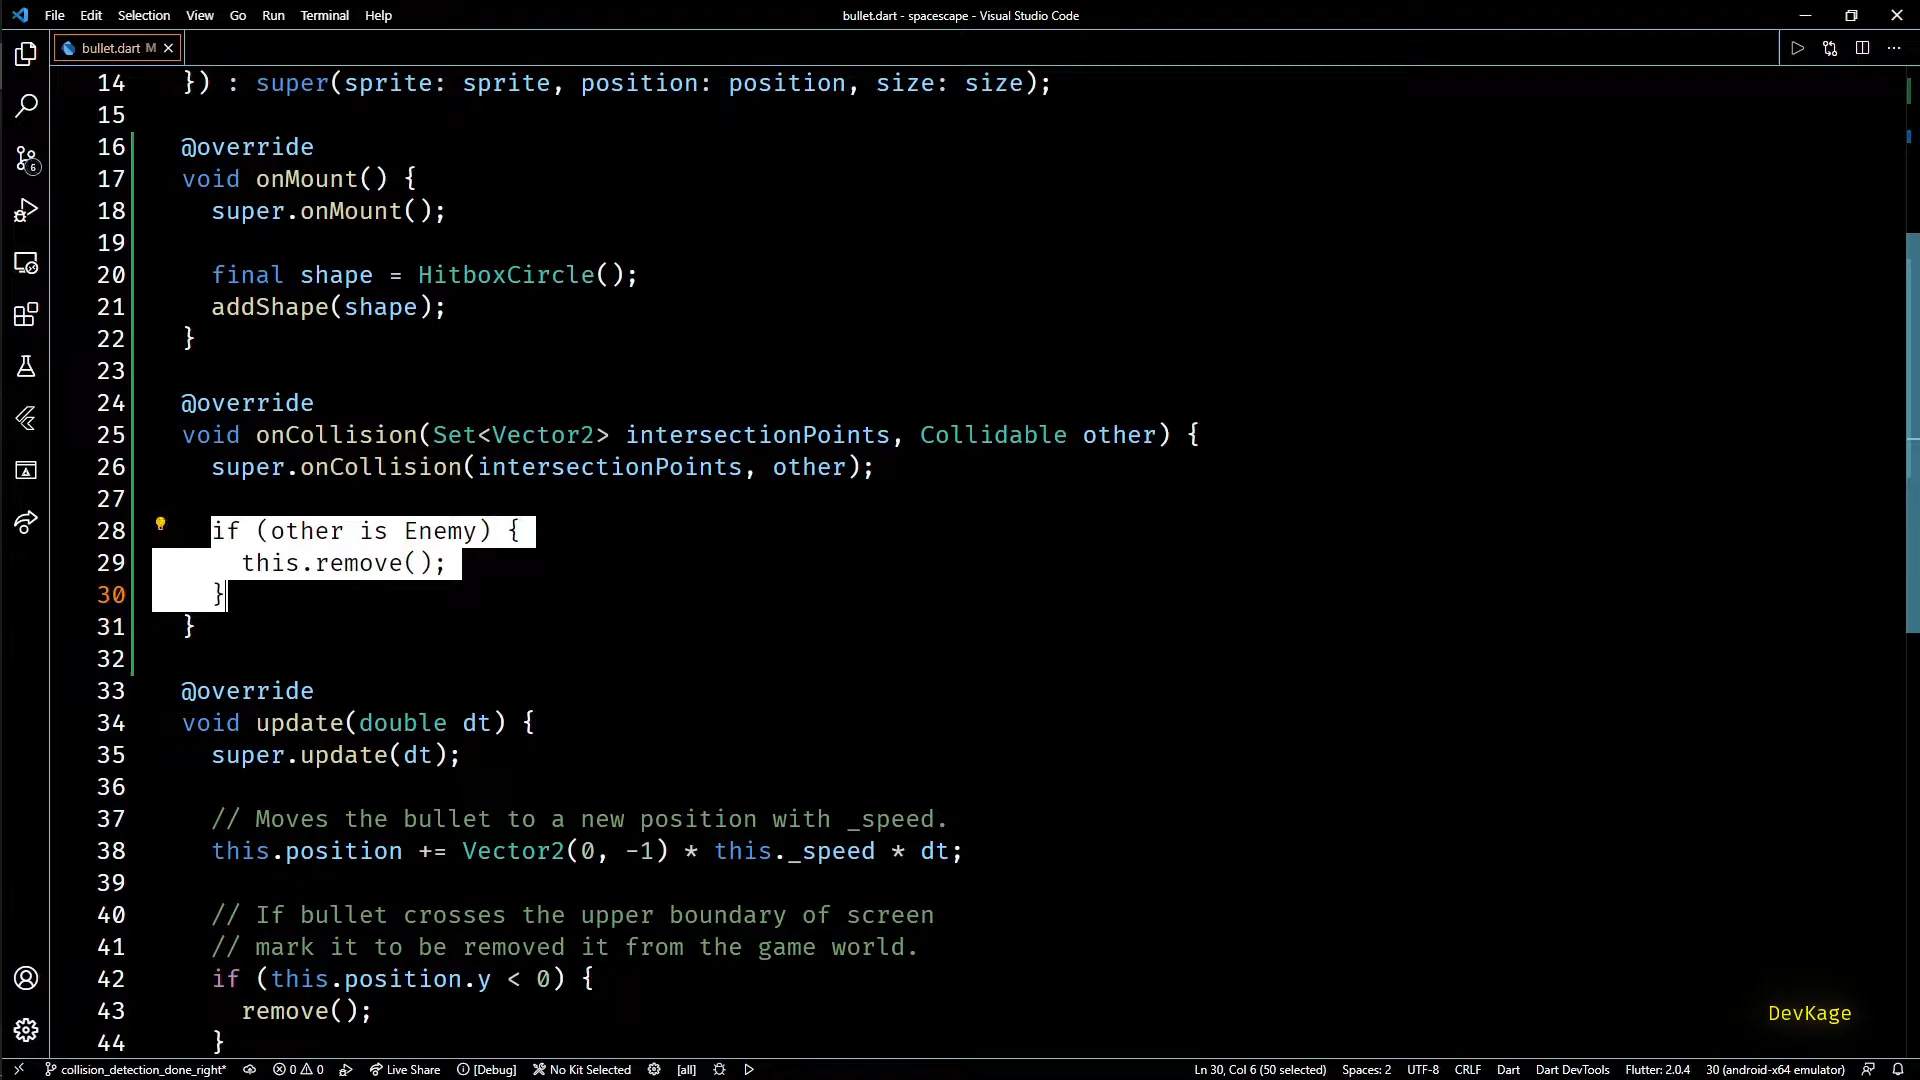 File Edit Selection View Go Run Terminal Help
bullet.dart - spacescape - Visual Studio Code
bullet.dart M
14 }) : super(sprite: sprite, position: position, size: size);
15
16 @override
17 void onMount() {
18 super.onMount();
19
20 final shape = HitboxCircle();
21 addShape(shape);
22 }
23
24 @override
25 void onCollision(Set<Vector2> intersectionPoints, Collidable other) {
26 super.onCollision(intersectionPoints, other);
27
28 if (other is Enemy) {
29 this.remove();
30 }
31 }
32
33 @override
34 void update(double dt) {
35 super.update(dt);
36
37 // Moves the bullet to a new position with _speed.
38 this.position += Vector2(0, -1) * this._speed * dt;
39
40 // If bullet crosses the upper boundary of screen
41 // mark it to be removed it from the game world.
42 if (this.position.y < 0) {
43 remove();
44 }
6
DevKage
collision_detection_done_right* 0 0 Live Share [Debug] No Kit Selected [all] Ln 30, Col 6 (50 selected) Spaces: 2 UTF-8 CRLF Dart Dart DevTools Flutter: 2.0.4 30 (android-x64 emulator)